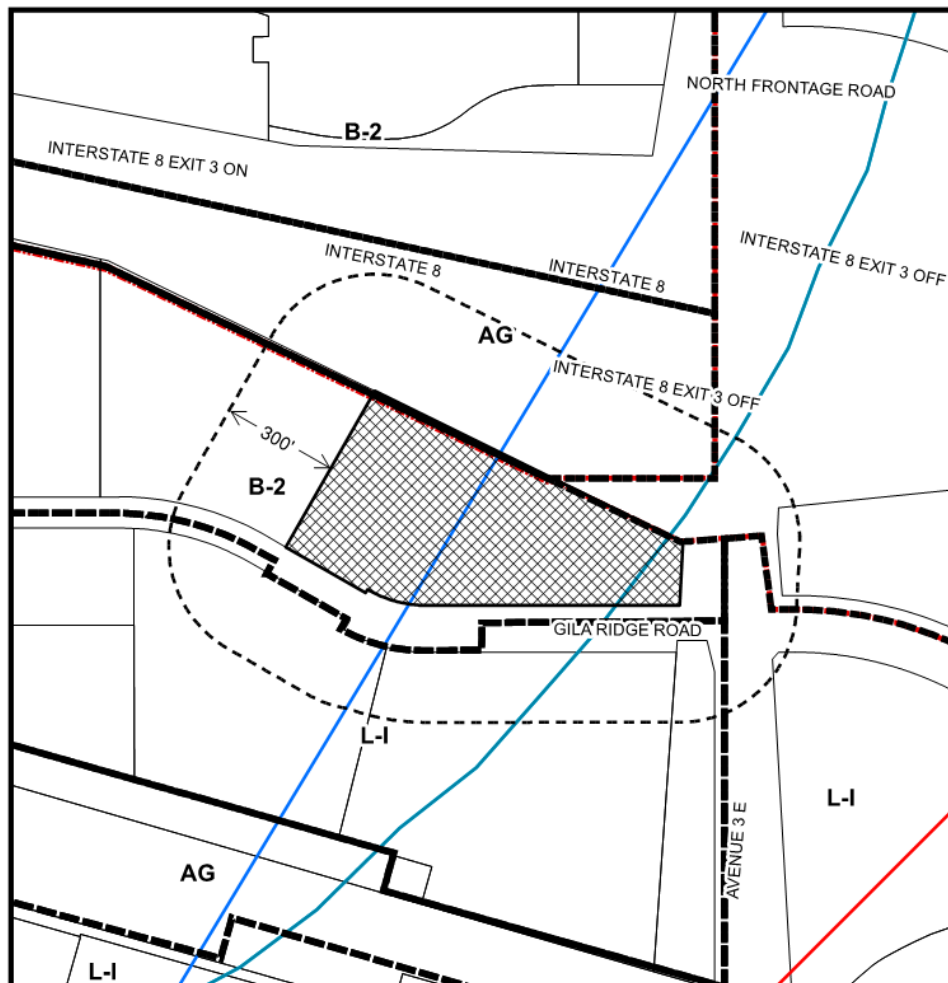 NORTH FRONTAGE ROAD
B-2
INTERSTATE 8 EXIT 3 ON
INTERSTATE 8
INTERSTATE 8
INTERSTATE 8 EXIT 3 OFF
AG
INTERSTATE 8 EXIT 3 OFF
300'
B-2
GILA RIDGE ROAD
L-I
L-I
AVENUE 3 E
AG
L-I